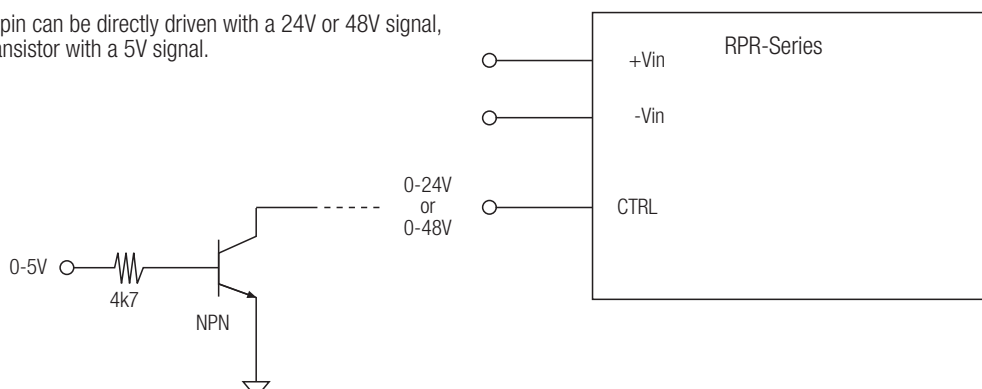 pin can be directly driven with a 24V or 48V signal,
with a 5V signal.
RPR-Series
+Vin
-Vin
0-24V
or
0-48V
CTRL
0-5V
4k7
NPN